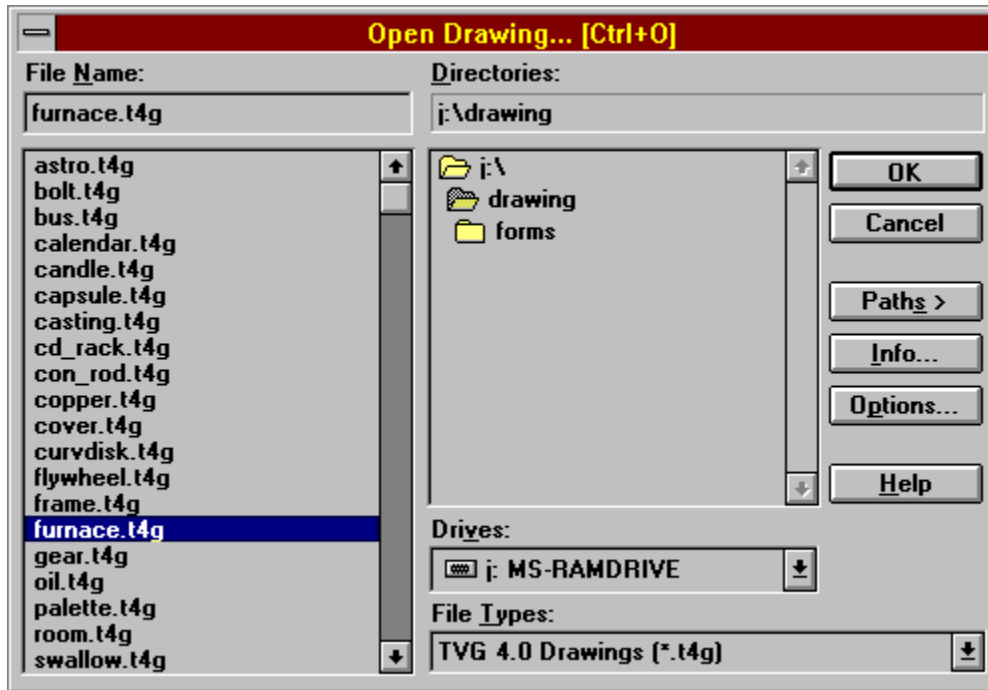 Open Drawing... [Ctrl+O]
File Name:
furnace.t4g
astro.t4g
bolt.t4g
bus.t4g
calendar.t4g
candle.t4g
capsule.t4g
casting.t4g
cd_rack.t4g
con_rod.t4g
copper.t4g
cover.t4g
curvdisk.t4g
flywheel.t4g
frame.t4g
furnace.t4g
gear.t4g
oil.t4g
palette.t4g
room.t4g
swallow.t4g
Directories:
j:\drawing
j:\
drawing
forms
Drives:
j: MS-RAMDRIVE
File Types:
TVG 4.0 Drawings (*.t4g)
OK
Cancel
Paths >
Info...
Options...
Help